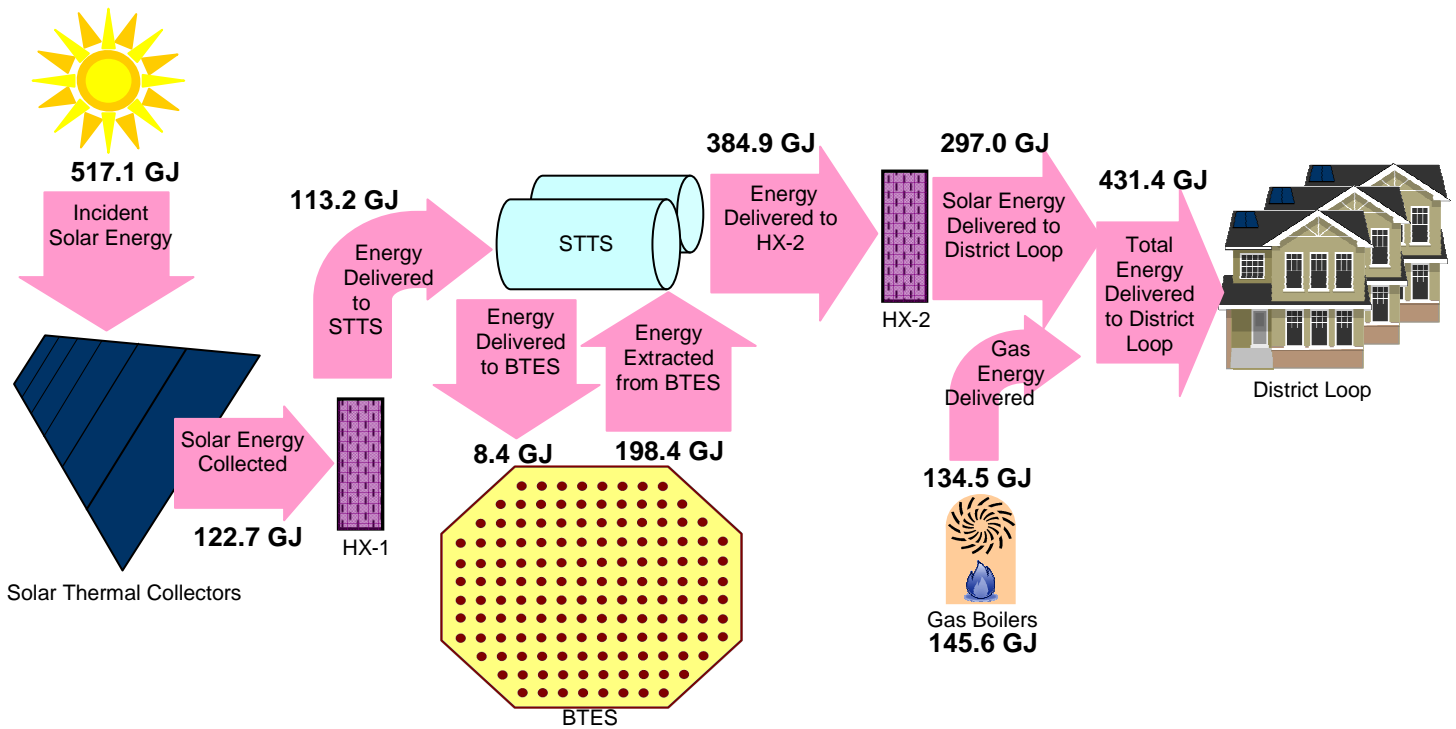 517.1 GJ
Incident
Solar Energy
Solar Thermal Collectors
Solar Energy
Collected
122.7 GJ
HX-1
113.2 GJ
Energy
Delivered
to
STTS
STTS
Energy
Delivered
to BTES
8.4 GJ
Energy
Extracted
from BTES
198.4 GJ
BTES
384.9 GJ
Energy
Delivered to
HX-2
HX-2
297.0 GJ
Solar Energy
Delivered to
District Loop
Gas
Energy
Delivered
134.5 GJ
Gas Boilers
145.6 GJ
431.4 GJ
Total
Energy
Delivered
to District
Loop
District Loop